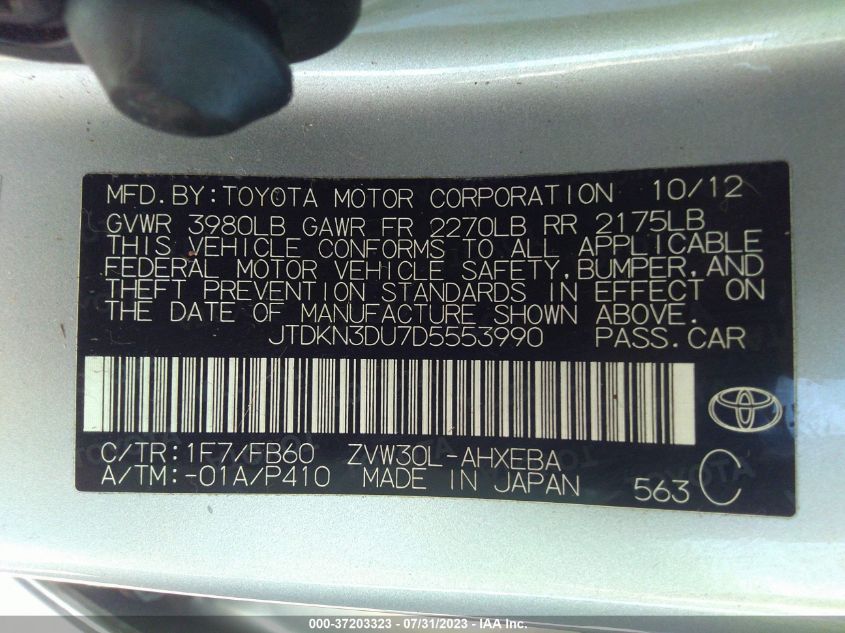 MFD. BY: TOYOTA MOTOR CORPORATION 10/12
GVWR 3980LB GAWR FR 2270LB RR 2175LB
THIS VEHICLE CONFORMS TO ALL APPLICABLE
FEDERAL MOTOR VEHICLE SAFETY, BUMPER, AND
THEFT PREVENTION STANDARDS IN EFFECT ON
THE DATE OF MANUFACTURE SHOWN ABOVE.
JTDKN3DU7D5553990 PASS. CAR
C/TR: 1F7/FB60 ZVW30L-AHXEBA
A/TM: -01A/P410 MADE IN JAPAN 563 C
000-37203323 - 07/31/2023 - © IAA Inc.